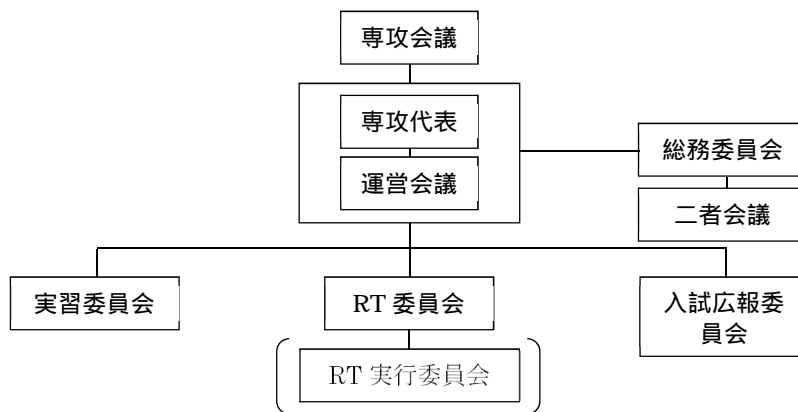 専攻会議
専攻代表
運営会議
総務委員会
二者会議
実習委員会
RT 委員会
入試広報委
員会
RT 実行委員会